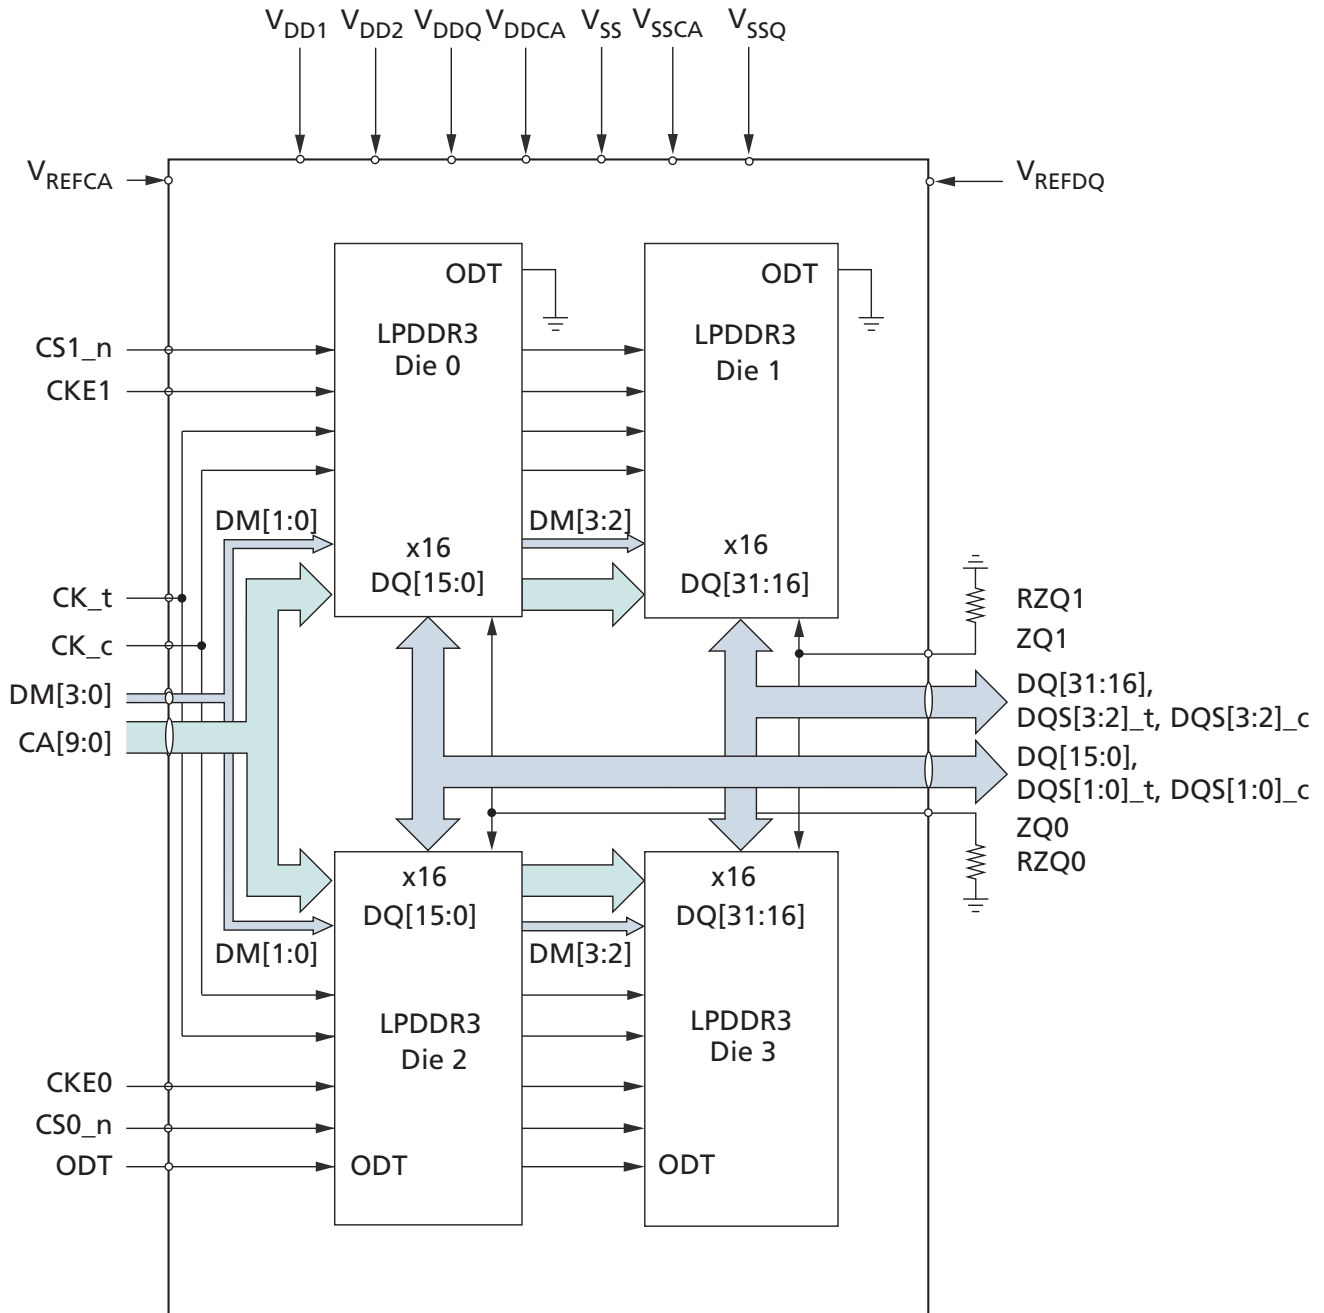 VDD1 VDD2 VDDQ VDDCA VSS VSSCA VSSQ
VREFCA
VREFDQ
ODT
ODT
LPDDR3
Die 0
LPDDR3
Die 1
CS1_n
CKE1
DM[1:0]
DM[3:2]
x16
DQ[15:0]
x16
DQ[31:16]
CK_t
CK_c
DM[3:0]
CA[9:0]
RZQ1
ZQ1
DQ[31:16],
DQS[3:2]_t, DQS[3:2]_c
DQ[15:0],
DQS[1:0]_t, DQS[1:0]_c
ZQ0
RZQ0
x16
DQ[15:0]
x16
DQ[31:16]
DM[1:0]
DM[3:2]
LPDDR3
Die 2
LPDDR3
Die 3
CKE0
CS0_n
ODT
ODT
ODT